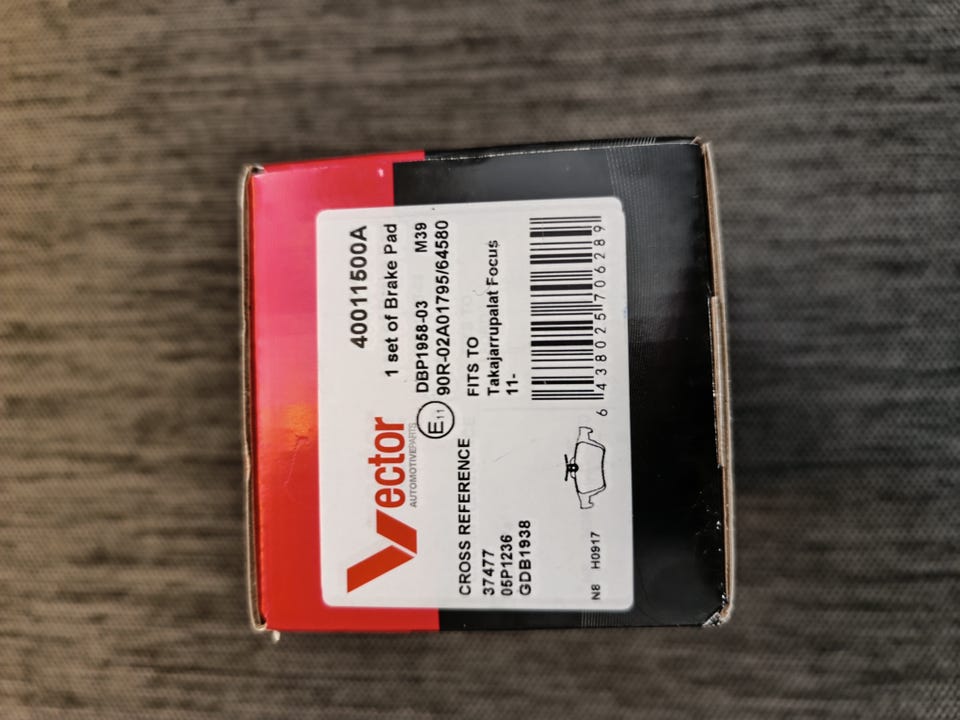 Vector
AUTOMOTIVEPARTS
40011500A
1 set of Brake Pad
E11
DBP1958-03 M39
90R-02A01795/64580
CROSS REFERENCE
37477
05P1236
GDB1938
FITS TO
Takajarrupalat Focus
11-
N8 H0917
6 438025 706289